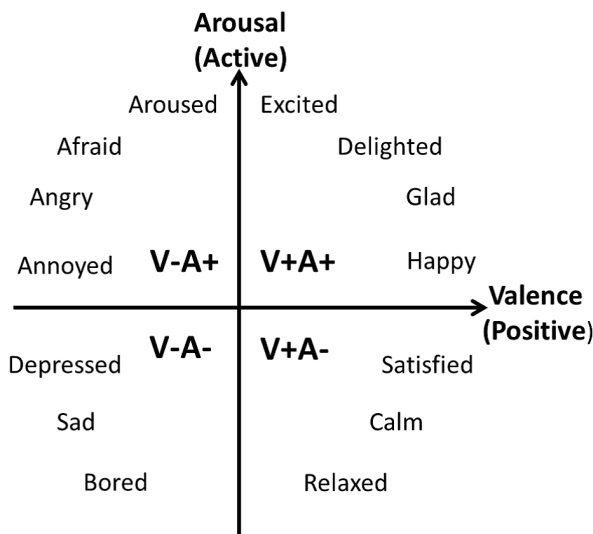 Arousal
(Active)
Aroused Excited
Afraid Delighted
Angry Glad
Annoyed V-A+ V+A+ Happy
Valence
(Positive)
V-A- V+A-
Depressed Satisfied
Sad Calm
Bored Relaxed